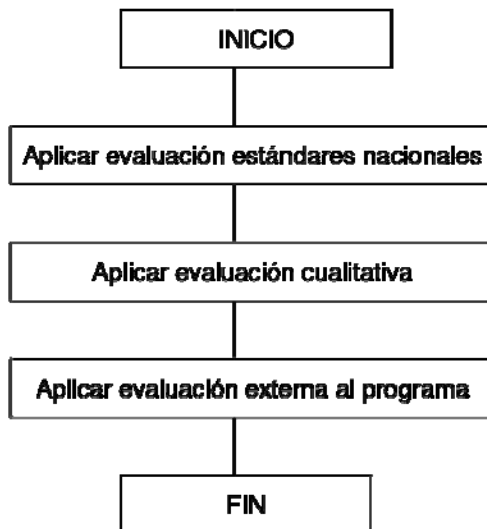 INICIO
Aplicar evaluación estándares nacionales
Aplicar evaluación cualitativa
Aplicar evaluación externa al programa
FIN